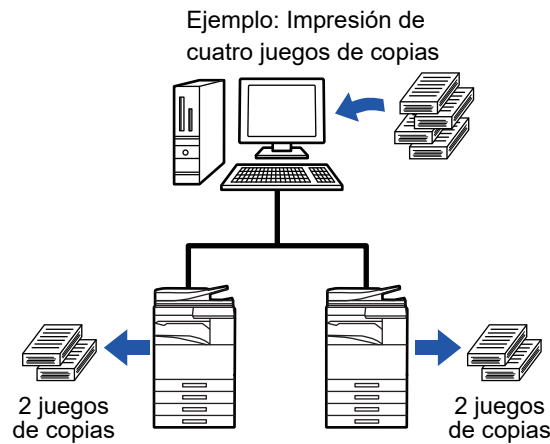 Ejemplo: Impresión de
cuatro juegos de copias
2 juegos
de copias
2 juegos
de copias